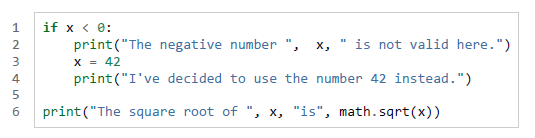 1 if x < 0:
2     print("The negative number ",  x, " is not valid here.")
3     x = 42
4     print("I've decided to use the number 42 instead.")
5
6 print("The square root of ", x, "is", math.sqrt(x))